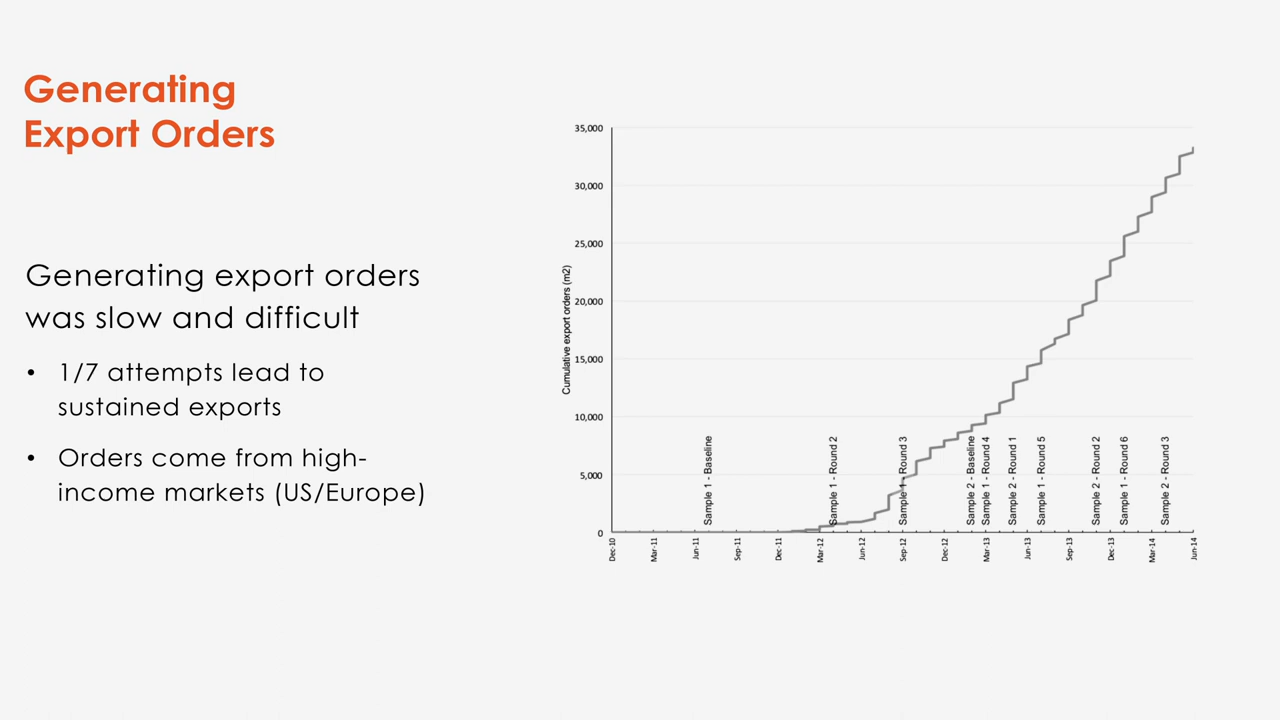 Generating
Export Orders
Generating export orders
was slow and difficult
• 1/7 attempts lead to
sustained exports
• Orders come from high-
income markets (US/Europe)
Cumulative export orders (m2)
35,000
30,000
25,000
20,000
15,000
10,000
5,000
0
Sample 1 - Baseline
Sample 1 - Round 2
Sample 1 - Round 3
Sample 2 - Baseline
Sample 1 - Round 4
Sample 2 - Round 1
Sample 1 - Round 5
Sample 2 - Round 2
Sample 1 - Round 6
Sample 2 - Round 3
Dec-10
Mar-11
Jun-11
Sep-11
Dec-11
Mar-12
Jun-12
Sep-12
Dec-12
Mar-13
Jun-13
Sep-13
Dec-13
Mar-14
Jun-14